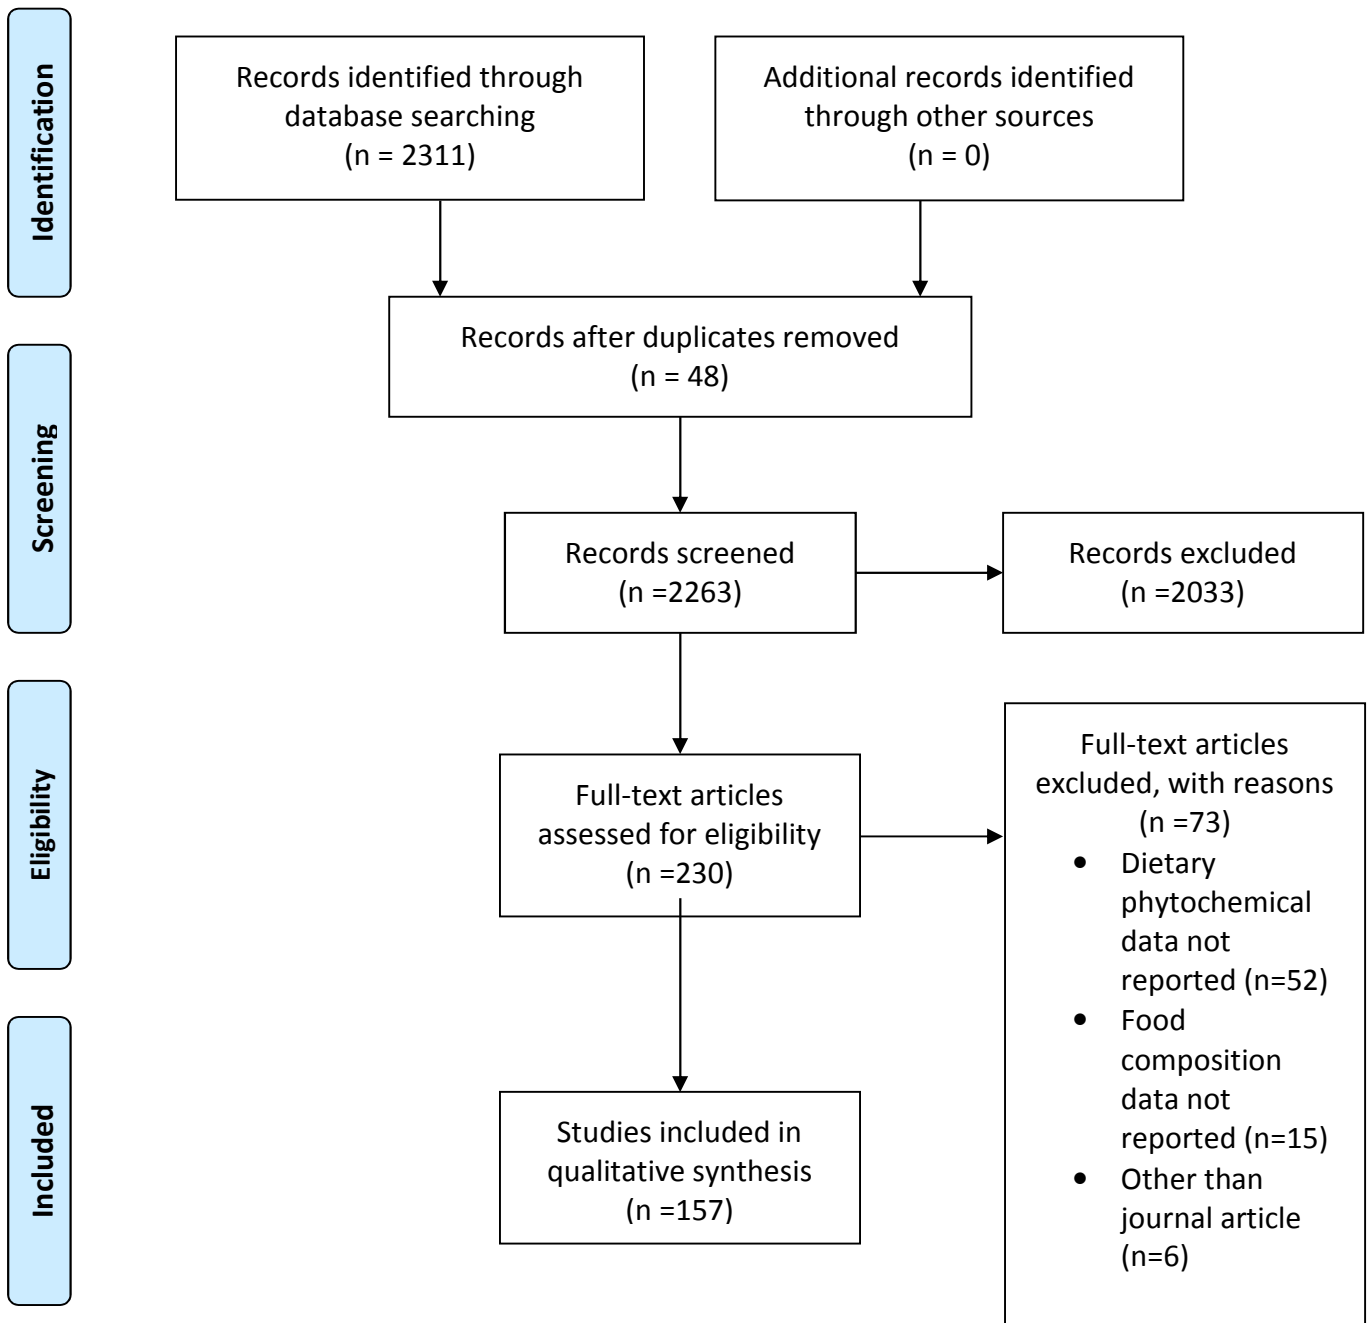 Identification
Records identified through
database searching
(n = 2311)
Additional records identified
through other sources
(n = 0)
Records after duplicates removed
(n = 48)
Screening
Records screened
(n =2263)
Records excluded
(n =2033)
Eligibility
Full-text articles
assessed for eligibility
(n =230)
Full-text articles
excluded, with reasons
(n =73)
• Dietary
phytochemical
data not
reported (n=52)
• Food
composition
data not
reported (n=15)
• Other than
journal article
(n=6)
Included
Studies included in
qualitative synthesis
(n =157)